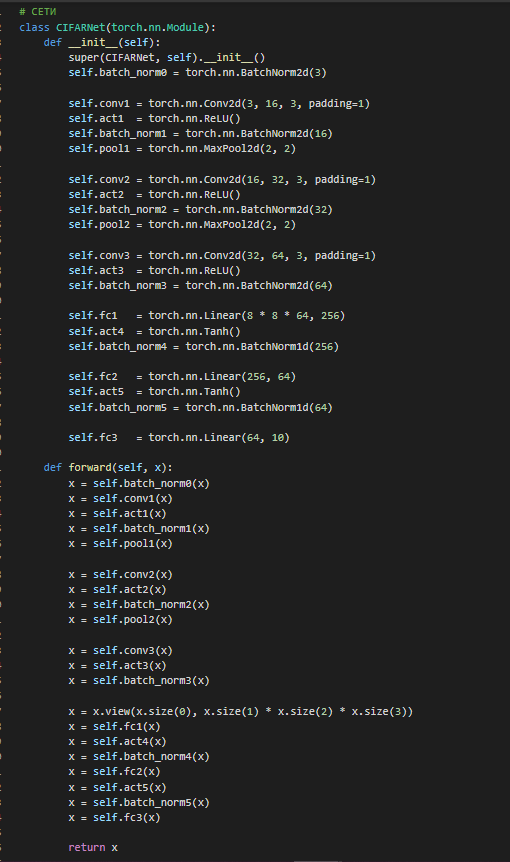 # СЕТИ
class CIFARNet(torch.nn.Module):
    def __init__(self):
        super(CIFARNet, self).__init__()
        self.batch_norm0 = torch.nn.BatchNorm2d(3)

        self.conv1 = torch.nn.Conv2d(3, 16, 3, padding=1)
        self.act1  = torch.nn.ReLU()
        self.batch_norm1 = torch.nn.BatchNorm2d(16)
        self.pool1 = torch.nn.MaxPool2d(2, 2)

        self.conv2 = torch.nn.Conv2d(16, 32, 3, padding=1)
        self.act2  = torch.nn.ReLU()
        self.batch_norm2 = torch.nn.BatchNorm2d(32)
        self.pool2 = torch.nn.MaxPool2d(2, 2)

        self.conv3 = torch.nn.Conv2d(32, 64, 3, padding=1)
        self.act3  = torch.nn.ReLU()
        self.batch_norm3 = torch.nn.BatchNorm2d(64)

        self.fc1   = torch.nn.Linear(8 * 8 * 64, 256)
        self.act4  = torch.nn.Tanh()
        self.batch_norm4 = torch.nn.BatchNorm1d(256)

        self.fc2   = torch.nn.Linear(256, 64)
        self.act5  = torch.nn.Tanh()
        self.batch_norm5 = torch.nn.BatchNorm1d(64)

        self.fc3   = torch.nn.Linear(64, 10)

    def forward(self, x):
        x = self.batch_norm0(x)
        x = self.conv1(x)
        x = self.act1(x)
        x = self.batch_norm1(x)
        x = self.pool1(x)

        x = self.conv2(x)
        x = self.act2(x)
        x = self.batch_norm2(x)
        x = self.pool2(x)

        x = self.conv3(x)
        x = self.act3(x)
        x = self.batch_norm3(x)

        x = x.view(x.size(0), x.size(1) * x.size(2) * x.size(3))
        x = self.fc1(x)
        x = self.act4(x)
        x = self.batch_norm4(x)
        x = self.fc2(x)
        x = self.act5(x)
        x = self.batch_norm5(x)
        x = self.fc3(x)

        return x